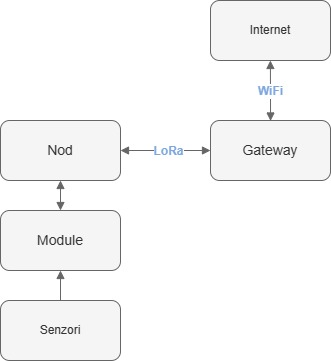 Internet
WiFi
Nod
LoRa
Gateway
Module
Senzori